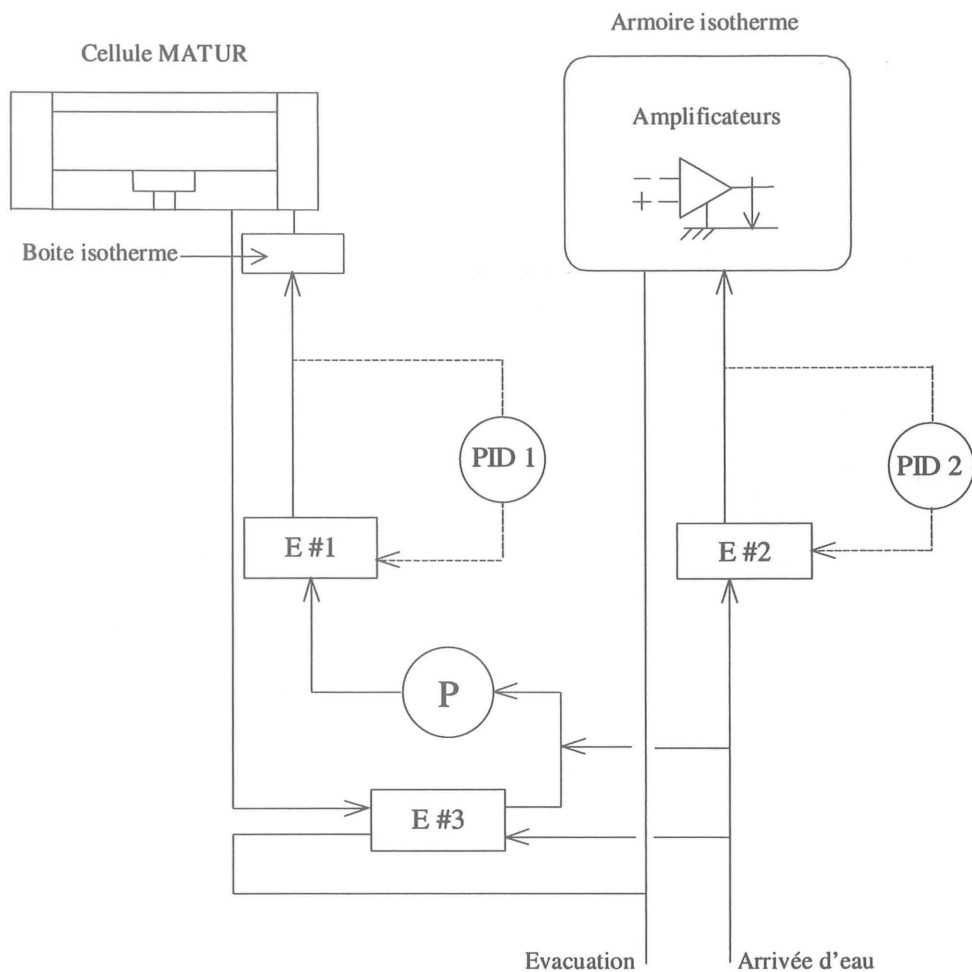 Armoire isotherme
Cellule MATUR
Amplificateurs
Boite isotherme
PID 1
PID 2
E #1
E #2
P
E #3
Evacuation
Arrivée d'eau